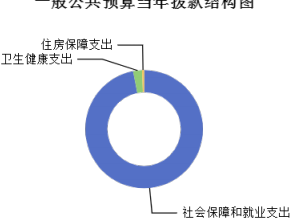 一般公共预算当年拨款结构图
住房保障支出
卫生健康支出
社会保障和就业支出